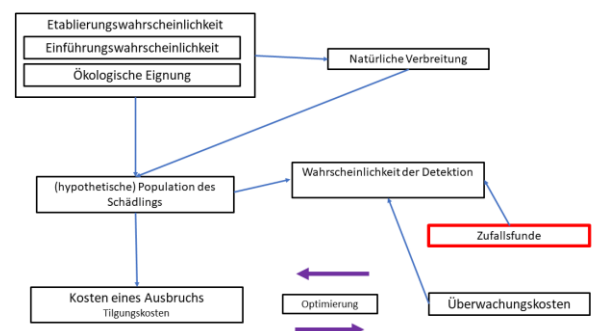 Etablierungswahrscheinlichkeit
Einführungswahrscheinlichkeit
Ökologische Eignung
Natürliche Verbreitung
(hypothetische) Population des
Schädlings
Wahrscheinlichkeit der Detektion
Zufallsfunde
Kosten eines Ausbruchs
Tilgungskosten
Optimierung
Überwachungskosten